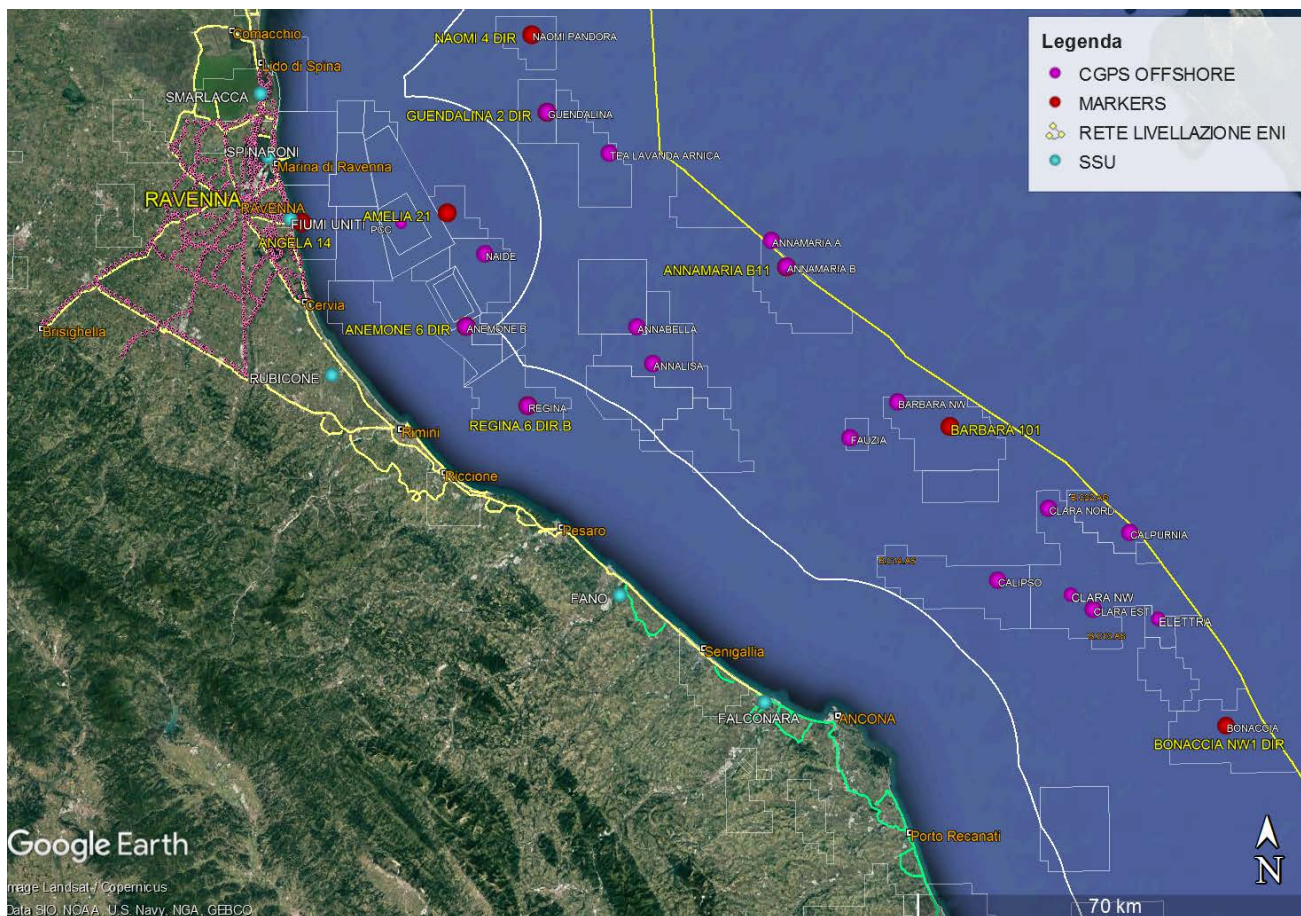 Legenda
CGPS OFFSHORE
MARKERS
RETE LIVELLAZIONE ENI
SSU
Comacchio
NAOMI 4 DIR
NAOMI PANDORA
Lido di Spina
SMARLACCA
GUENDALINA 2 DIR
GUENDALINA
SPINARONI
Marina di Ravenna
TEA LAVANDA ARNICA
RAVENNA
RAVENNA
FIUMI UNITI
AMELIA 21
PCC
ANGELA 14
NAIDE
ANNAMARIA A
ANNAMARIA B11
ANNAMARIA B
Cervia
Brisighella
ANEMONE 6 DIR
ANEMONE B
ANNABELLA
ANNALISA
RUBICONE
REGINA
REGINA 6 DIR B
BARBARA NW
Rimini
FAUZIA
BARBARA 101
Riccione
CLARA NORD
Pesaro
CALPURNIA
CALIPSO
FANO
CLARA NW
CLARA EST
ELETTRA
Senigallia
FALCONARA
ANCONA
BONACCIA
BONACCIA NW1 DIR
Porto Recanati
Google Earth
Image Landsat / Copernicus
Data SIO, NOAA, U.S. Navy, NGA, GEBCO
N
70 km